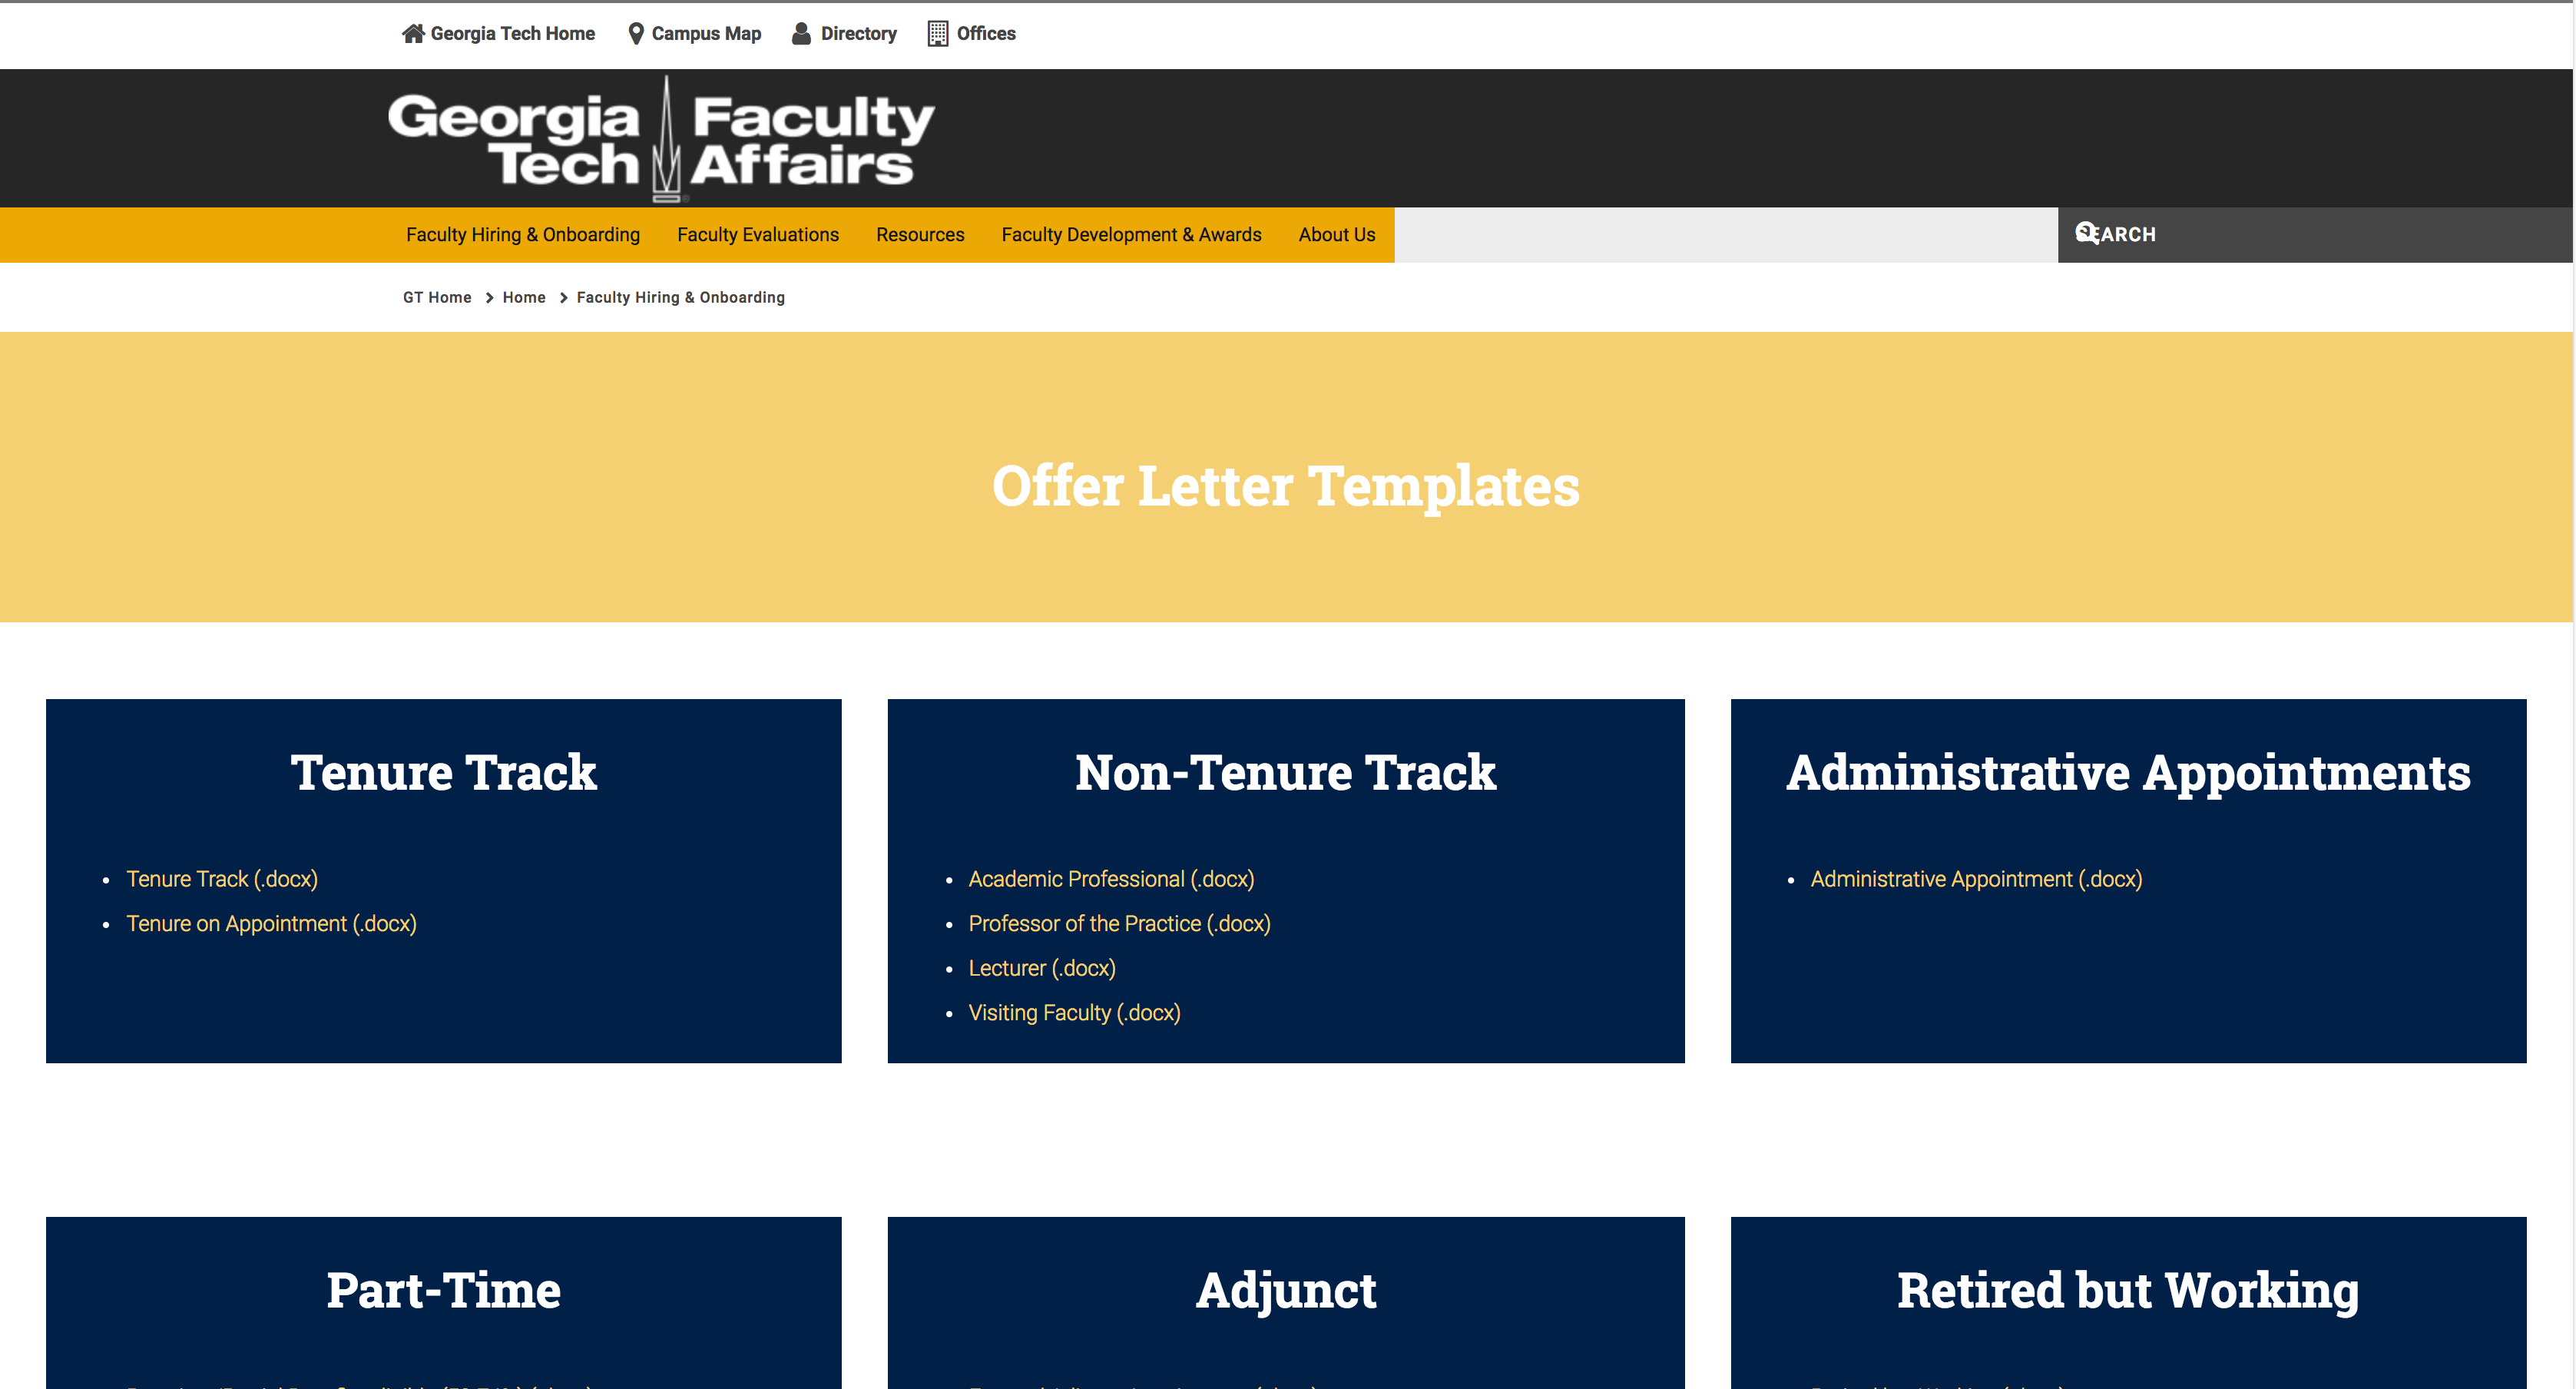 Georgia Tech Home Campus Map Directory Offices
Georgia Tech Faculty Affairs
Faculty Hiring & Onboarding Faculty Evaluations Resources Faculty Development & Awards About Us SEARCH
GT Home Home Faculty Hiring & Onboarding
Offer Letter Templates
Tenure Track
Tenure Track (.docx)
Tenure on Appointment (.docx)
Non-Tenure Track
Academic Professional (.docx)
Professor of the Practice (.docx)
Lecturer (.docx)
Visiting Faculty (.docx)
Administrative Appointments
Administrative Appointment (.docx)
Part-Time
Adjunct
Retired but Working